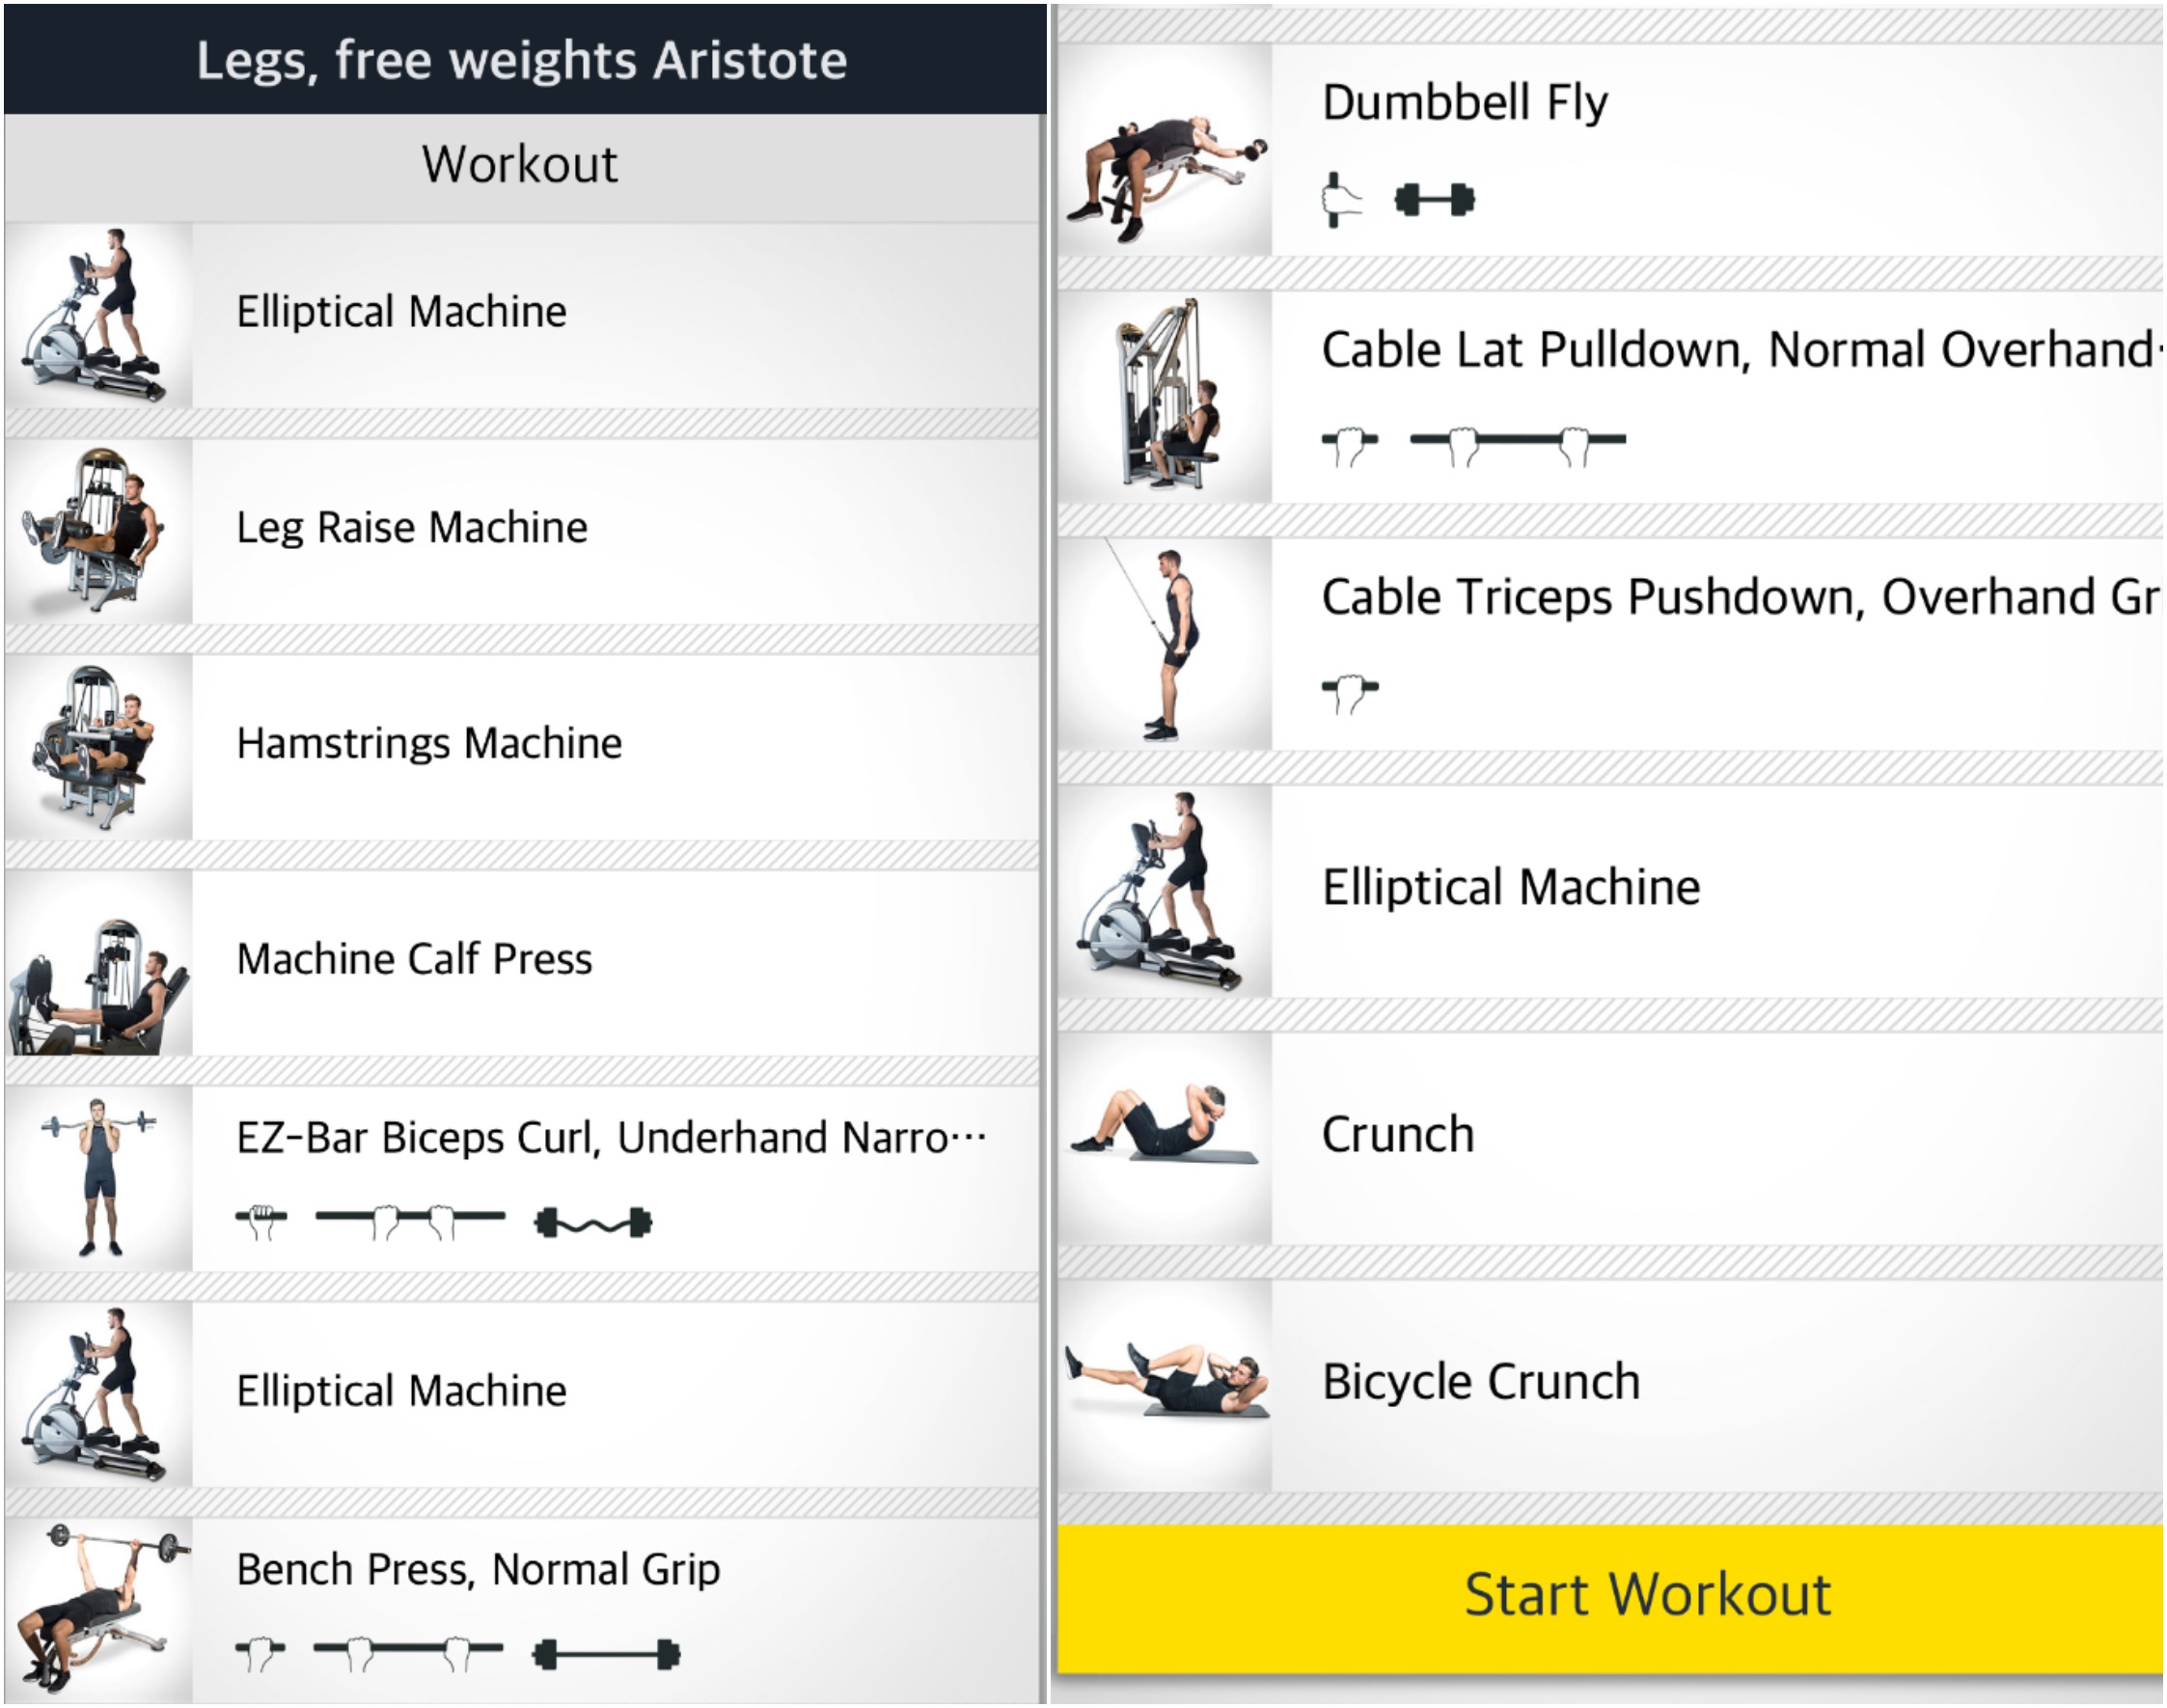 Legs, free weights Aristote
Workout
Elliptical Machine
Leg Raise Machine
Hamstrings Machine
Machine Calf Press
EZ-Bar Biceps Curl, Underhand Narro...
Elliptical Machine
Bench Press, Normal Grip
Dumbbell Fly
Cable Lat Pulldown, Normal Overhand
Cable Triceps Pushdown, Overhand Gr
Elliptical Machine
Crunch
Bicycle Crunch
Start Workout